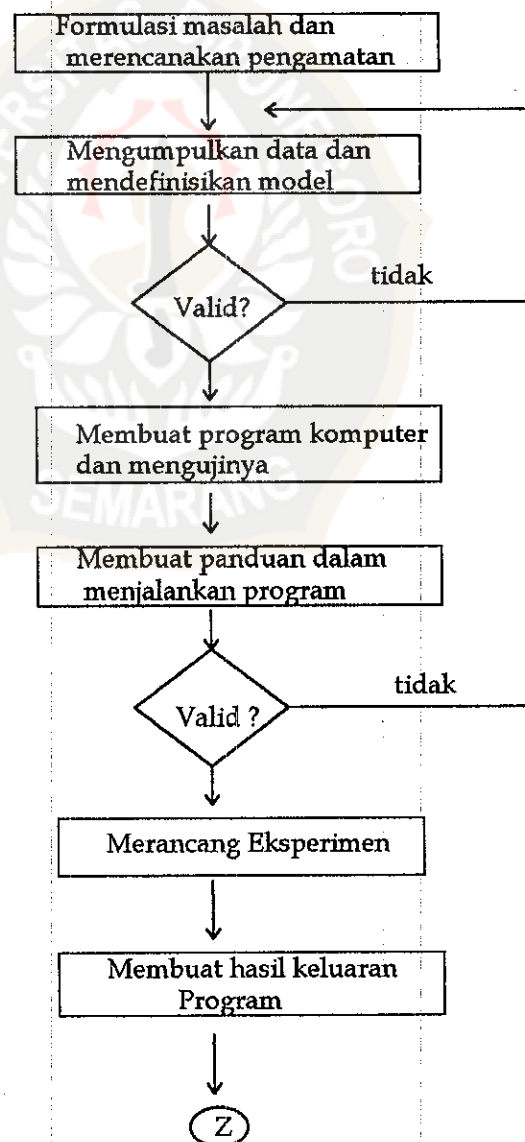 Formulasi masalah dan
merencanakan pengamatan
Mengumpulkan data dan
mendefinisikan model
tidak
Valid?
Membuat program komputer
dan mengujinya
SEMARANG
Membuat panduan dalam
menjalankan program
tidak
Valid ?
Merancang Eksperimen
Membuat hasil keluaran
Program
Z